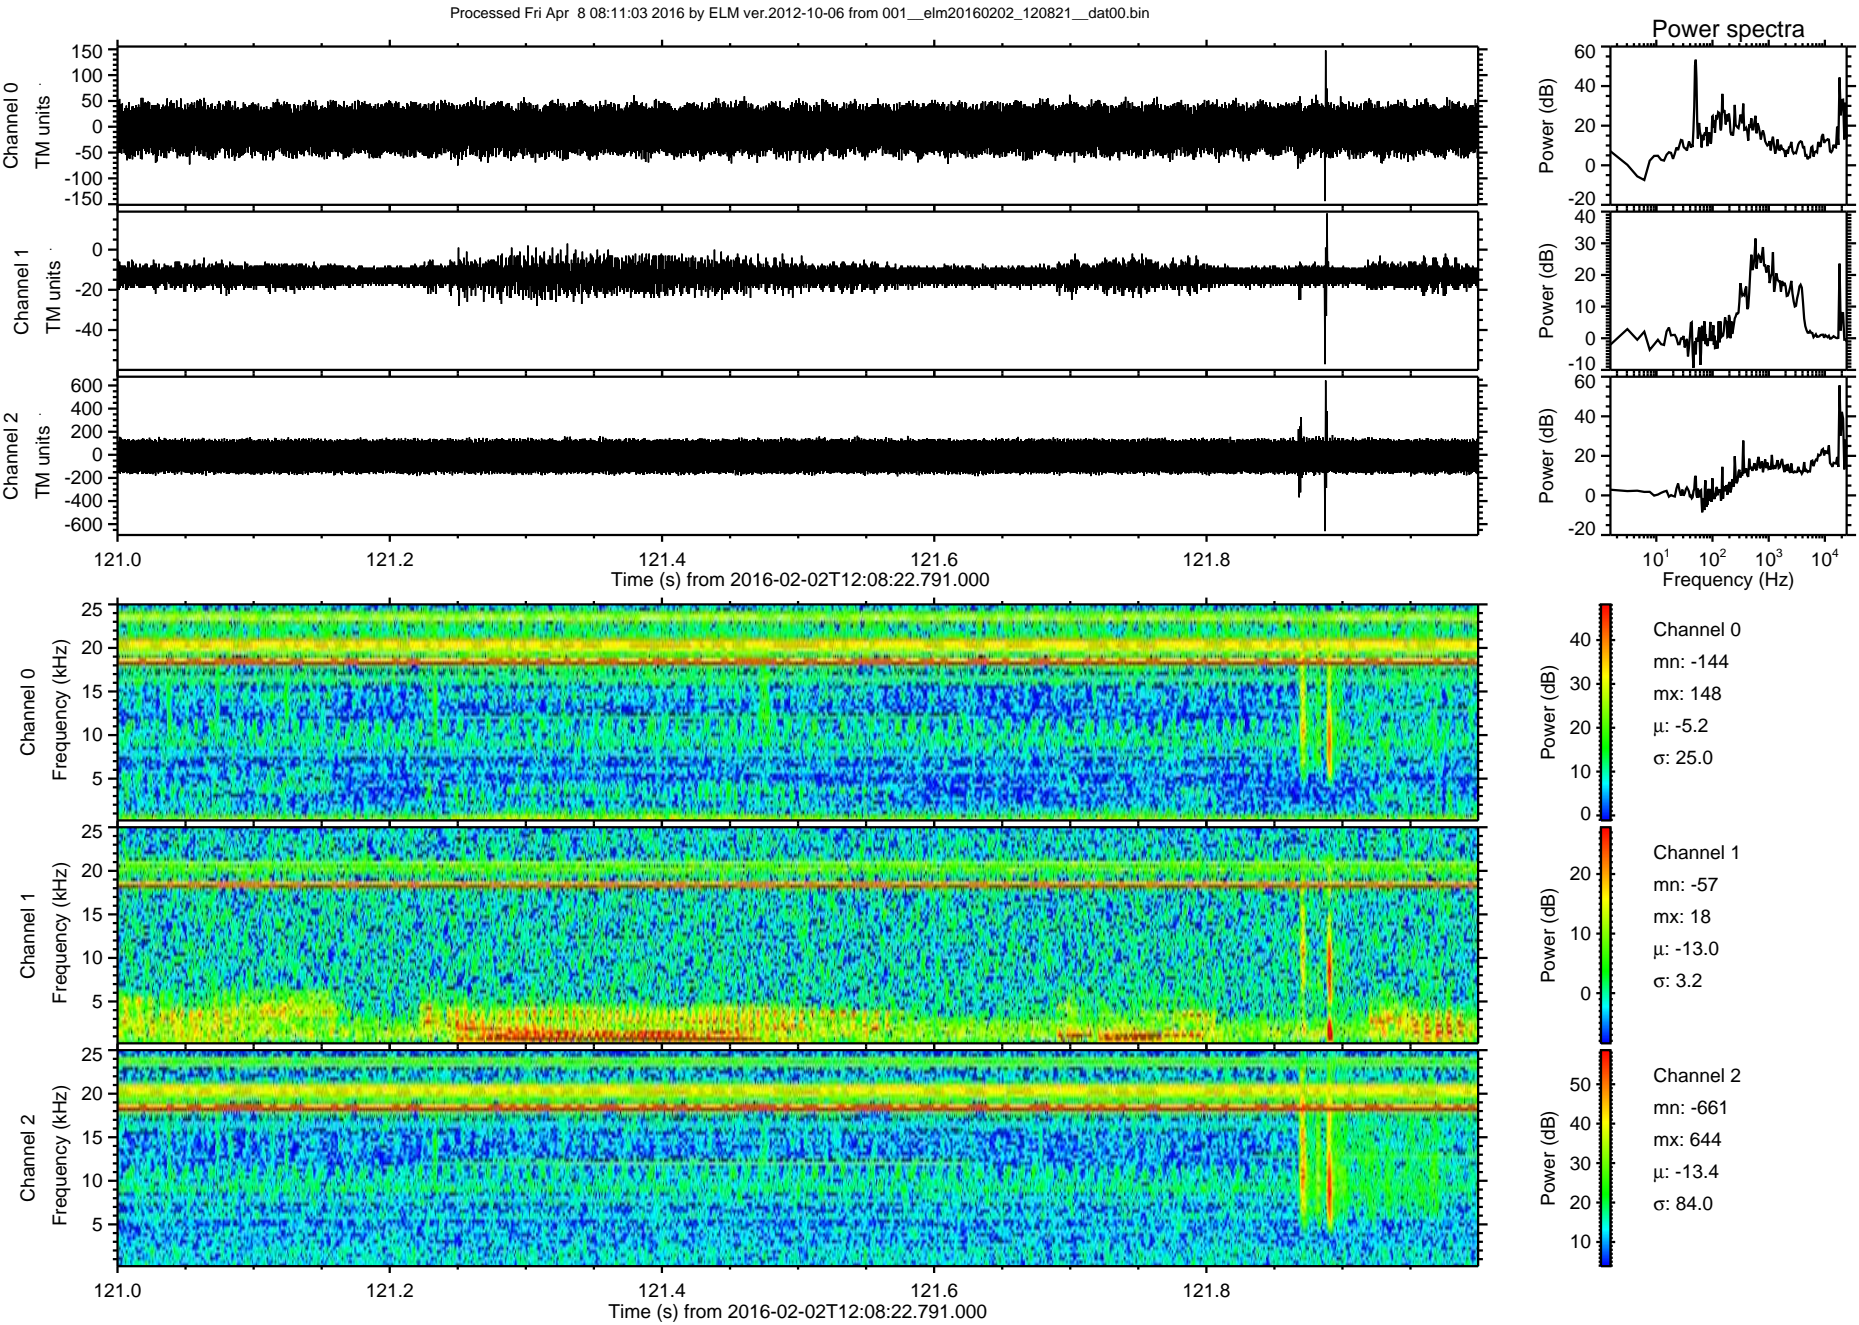 Processed Fri Apr  8 08:11:03 2016 by ELM ver.2012-10-06 from 001__elm20160202_120821__dat00.bin
Power spectra
Channel 0
TM units
150
100
50
0
-50
-100
-150
Power (dB)
60
40
20
0
-20
Channel 1
TM units
0
-20
-40
Power (dB)
40
30
20
10
0
-10
Channel 2
TM units
600
400
200
0
-200
-400
-600
Power (dB)
60
40
20
0
-20
121.0 121.2 121.4 121.6 121.8
Time (s) from 2016-02-02T12:08:22.791.000
10^1 10^2 10^3 10^4
Frequency (Hz)
Channel 0
Frequency (kHz)
25
20
15
10
5
Power (dB)
40
30
20
10
0
Channel 0
mn: -144
mx: 148
μ: -5.2
σ: 25.0
Channel 1
Frequency (kHz)
25
20
15
10
5
Power (dB)
20
10
0
Channel 1
mn: -57
mx: 18
μ: -13.0
σ: 3.2
Channel 2
Frequency (kHz)
25
20
15
10
5
Power (dB)
50
40
30
20
10
Channel 2
mn: -661
mx: 644
μ: -13.4
σ: 84.0
121.0 121.2 121.4 121.6 121.8
Time (s) from 2016-02-02T12:08:22.791.000